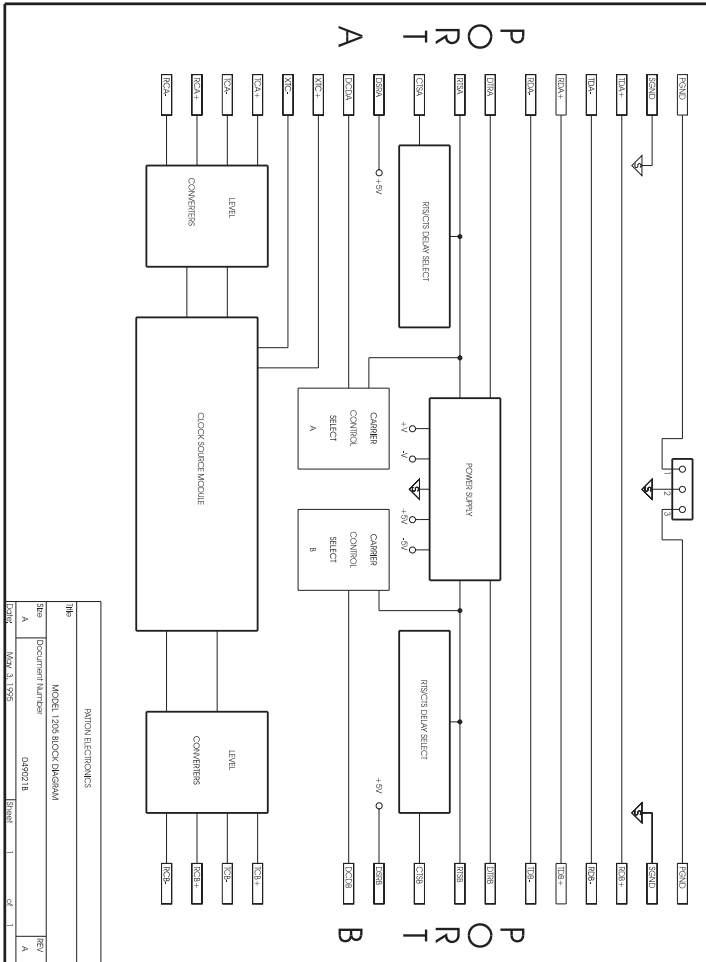 PORT A
PGND
SGND
TDA+
TDA-
RDA+
RDA-
DTRA
RTSA
CTSA
DSRA
DCDA
XTC+
XTC-
TCA+
TCA-
RCA+
RCA-
S
+5V
RTS/CTS DELAY SELECT
LEVEL
CONVERTERS
1
2
3
S
POWER SUPPLY
+V
-V
S
+5V
-5V
CARRIER
CONTROL
SELECT
A
CARRIER
CONTROL
SELECT
B
CLOCK SOURCE MODULE
S
RTS/CTS DELAY SELECT
+5V
LEVEL
CONVERTERS
PGND
SGND
RDB+
RDB-
TDB+
TDB-
DTRB
RTSB
CTSB
DSRB
DCDB
TCB+
TCB-
RCB+
RCB-
PORT B
PATTON ELECTRONICS
Title
MODEL 1205 BLOCK DIAGRAM
Size Document Number REV
A 049021B A
Date: May 3, 1995 Sheet 1 of 1